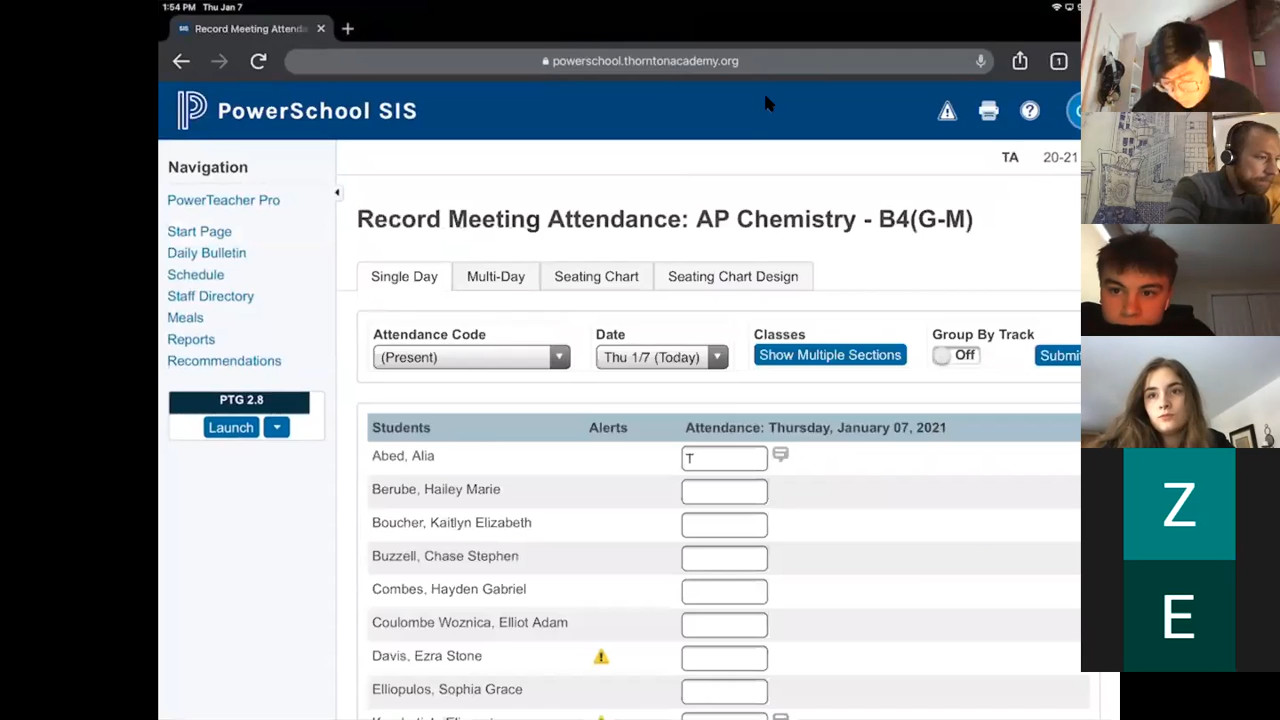 1:54 PM Thu Jan 7
Record Meeting Attenda
powerschool.thorntonacademy.org
PowerSchool SIS
Navigation
PowerTeacher Pro
Start Page
Daily Bulletin
Schedule
Staff Directory
Meals
Reports
Recommendations
PTG 2.8
Launch
TA 20-21
Record Meeting Attendance: AP Chemistry - B4(G-M)
Single Day Multi-Day Seating Chart Seating Chart Design
Attendance Code Date Classes Group By Track
(Present) Thu 1/7 (Today) Show Multiple Sections Off Submi
Students Alerts Attendance: Thursday, January 07, 2021
Abed, Alia T
Berube, Hailey Marie
Boucher, Kaitlyn Elizabeth
Buzzell, Chase Stephen
Combes, Hayden Gabriel
Coulombe Woznica, Elliot Adam
Davis, Ezra Stone
Elliopulos, Sophia Grace
Z
E